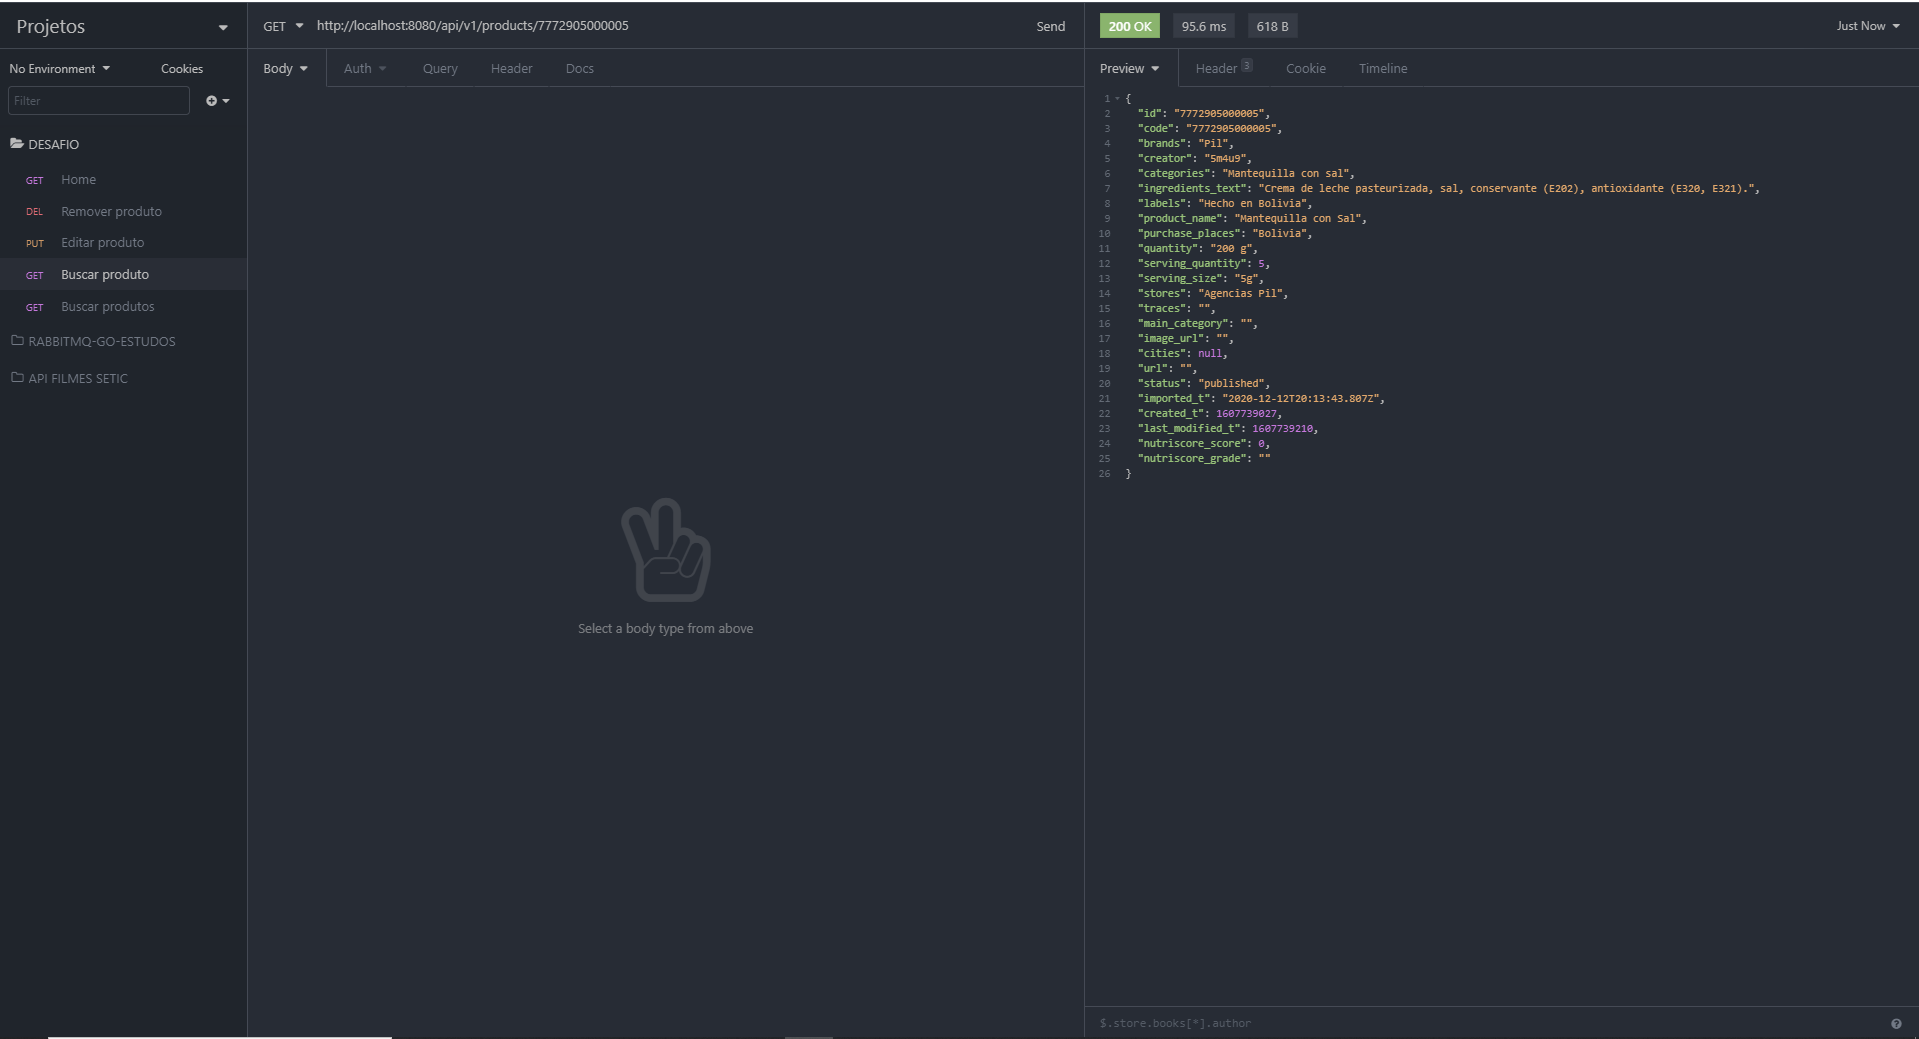 Projetos
GET http://localhost:8080/api/v1/products/7772905000005 Send
200 OK 95.6 ms 618 B Just Now
No Environment Cookies
Body Auth Query Header Docs
Preview Header 3 Cookie Timeline
Filter
DESAFIO
GET Home
DEL Remover produto
PUT Editar produto
GET Buscar produto
GET Buscar produtos
RABBITMQ-GO-ESTUDOS
API FILMES SETIC
Select a body type from above
1 {
2 "id": "7772905000005",
3 "code": "7772905000005",
4 "brands": "Pil",
5 "creator": "5m4u9",
6 "categories": "Mantequilla con sal",
7 "ingredients_text": "Crema de leche pasteurizada, sal, conservante (E202), antioxidante (E320, E321).",
8 "labels": "Hecho en Bolivia",
9 "product_name": "Mantequilla con Sal",
10 "purchase_places": "Bolivia",
11 "quantity": "200 g",
12 "serving_quantity": 5,
13 "serving_size": "5g",
14 "stores": "Agencias Pil",
15 "traces": "",
16 "main_category": "",
17 "image_url": "",
18 "cities": null,
19 "url": "",
20 "status": "published",
21 "imported_t": "2020-12-12T20:13:43.807Z",
22 "created_t": 1607739027,
23 "last_modified_t": 1607739210,
24 "nutriscore_score": 0,
25 "nutriscore_grade": ""
26 }
$.store.books[*].author